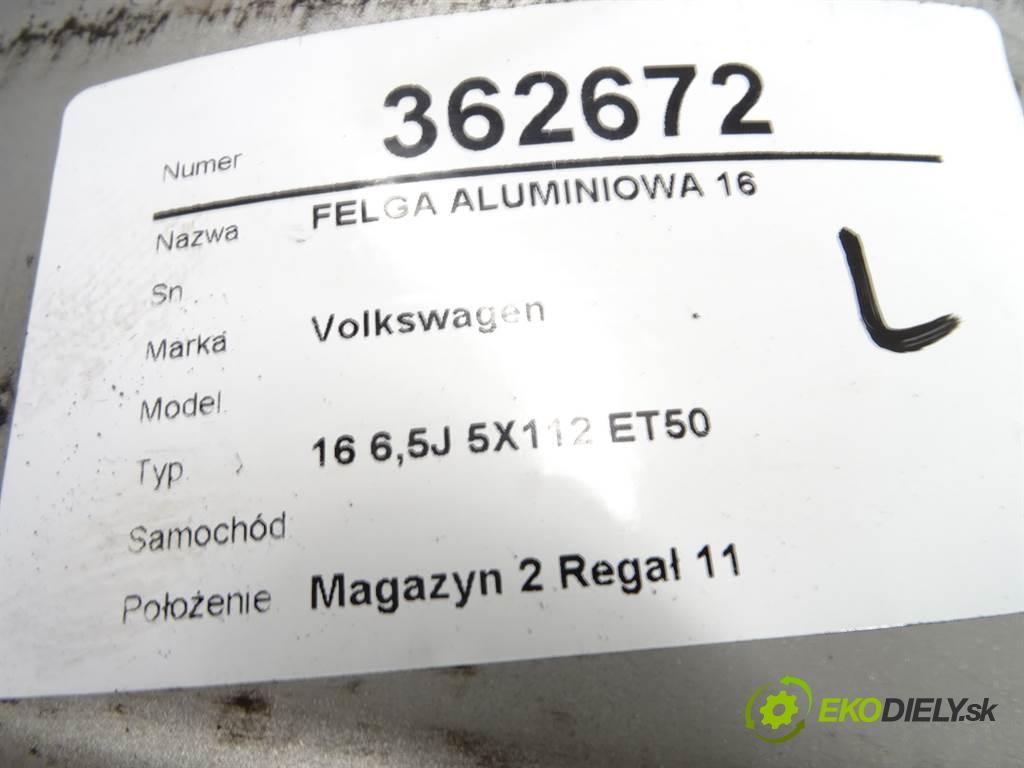 Numer 362672
Nazwa FELGA ALUMINIOWA 16
Sn
Marka Volkswagen
L
Model
Typ 16 6,5J 5X112 ET50
Samochód
Położenie Magazyn 2 Regał 11
EKODIELY.sk